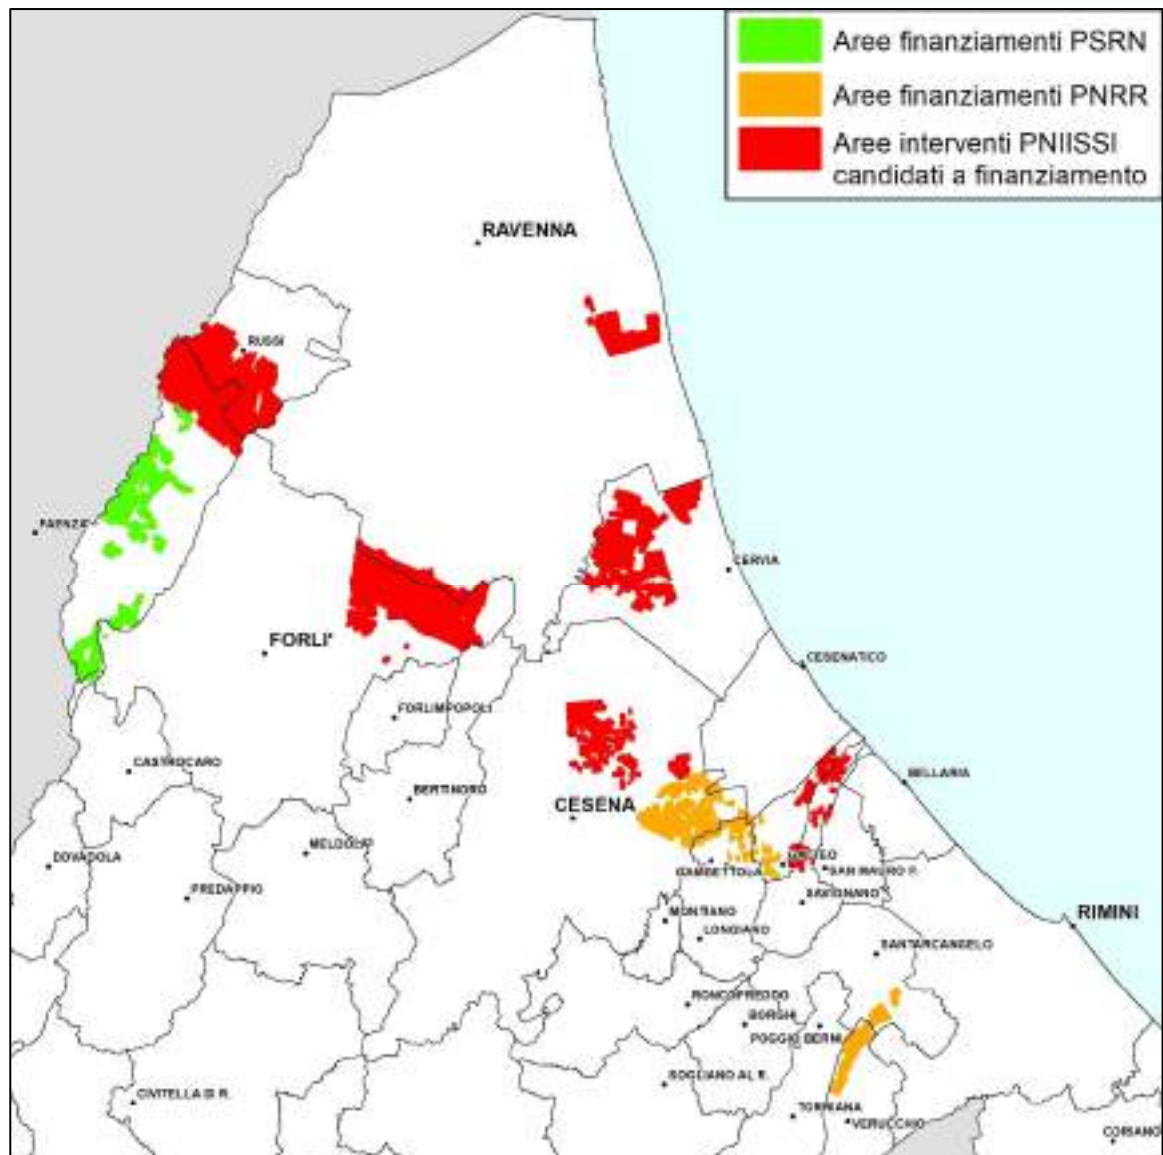 Aree finanziamenti PSRN
Aree finanziamenti PNRR
Aree interventi PNIISSI
candidati a finanziamento
RAVENNA
RUSSI
FAENZA
CERVIA
FORLI'
CESENATICO
FORLIMPOPOLI
CASTROCARO
BELLARIA
BERTINORO
CESENA
MELDOLA
DOVADOLA
GATTEO
GAMBETTOLA
SAN MAURO P.
PREDAPPIO
SAVIGNANO
MONTIANO
RIMINI
LONGIANO
SANTARCANGELO
RONCOFREDDO
BORGHI
POGGIO BERNI
SOGLIANO AL R.
CIVITELLA DI R.
TORRIANA
VERUCCHIO
CORIANO